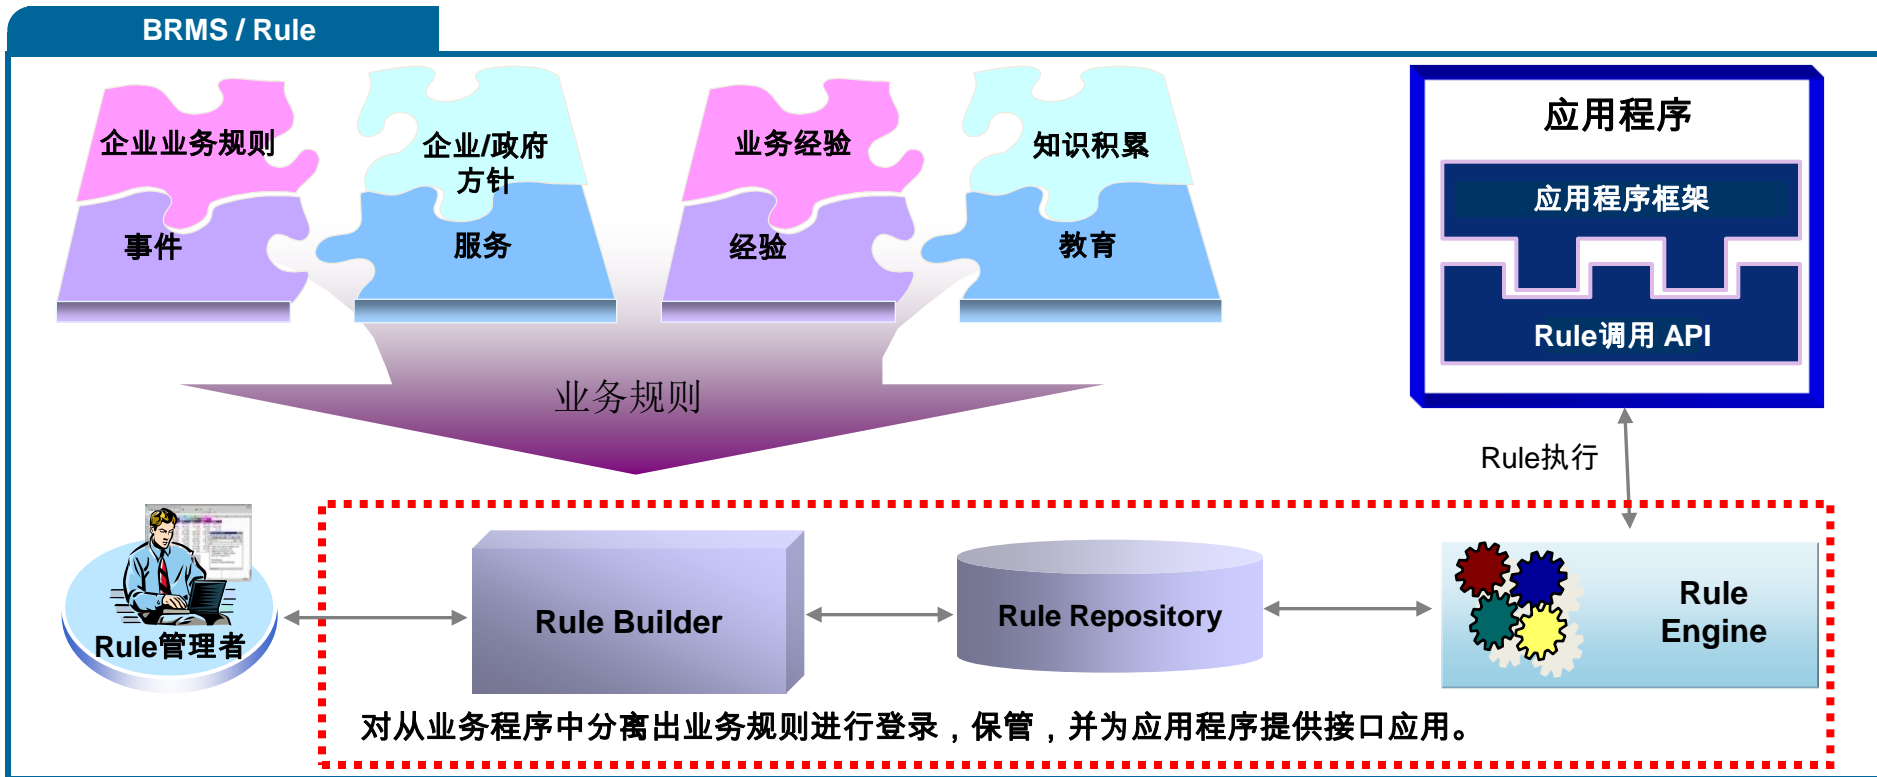 BRMS / Rule
企业业务规则
企业/政府
方针
业务经验
知识积累
事件
服务
经验
教育
业务规则
应用程序
应用程序框架
Rule调用 API
Rule执行
Rule管理者
Rule Builder
Rule Repository
Rule
Engine
对从业务程序中分离出业务规则进行登录，保管，并为应用程序提供接口应用。